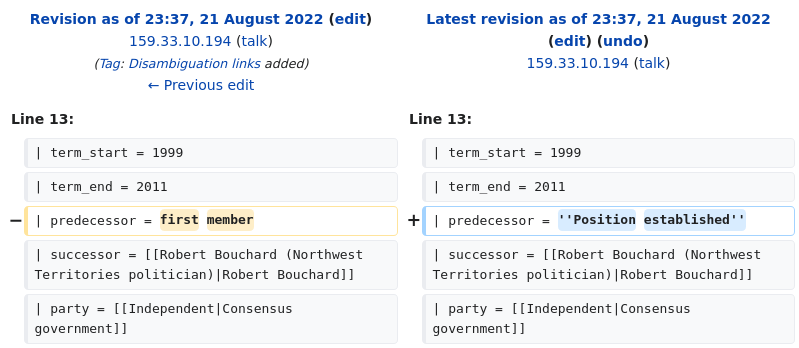 Revision as of 23:37, 21 August 2022 (edit)
159.33.10.194 (talk)
(Tag: Disambiguation links added)
← Previous edit
Latest revision as of 23:37, 21 August 2022
(edit) (undo)
159.33.10.194 (talk)
Line 13:
Line 13:
| term_start = 1999
| term_start = 1999
| term_end = 2011
| term_end = 2011
− | predecessor = first member
+ | predecessor = ''Position established''
| successor = [[Robert Bouchard (Northwest
Territories politician)|Robert Bouchard]]
| successor = [[Robert Bouchard (Northwest
Territories politician)|Robert Bouchard]]
| party = [[Independent|Consensus
government]]
| party = [[Independent|Consensus
government]]